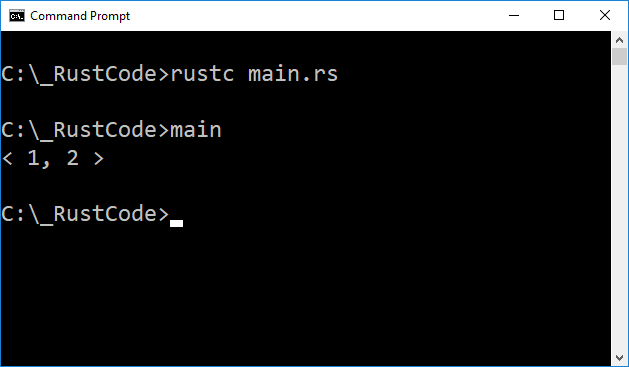 Command Prompt
C:\_RustCode>rustc main.rs
C:\_RustCode>main
< 1, 2 >
C:\_RustCode>